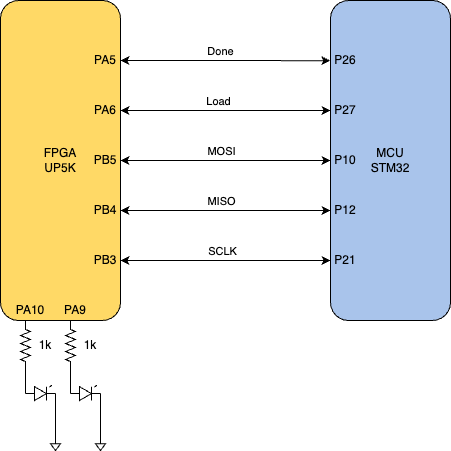 PA5 Done P26
PA6 Load P27
FPGA
UP5K
MCU
STM32
PB5 MOSI P10
PB4 MISO P12
PB3 SCLK P21
PA10 PA9
1k 1k